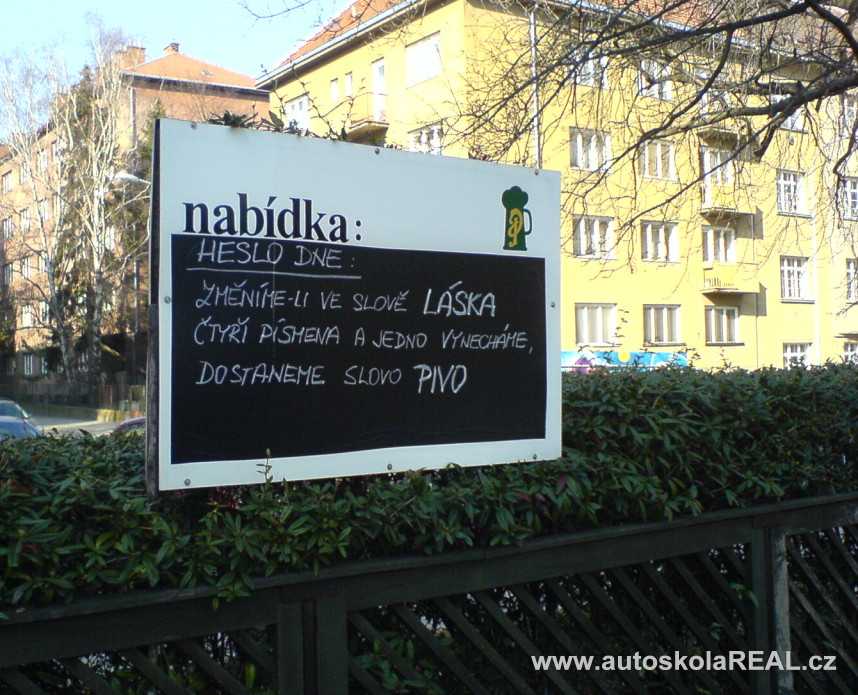 nabídka:
HESLO DNE:
ZMĚNÍME-LI VE SLOVĚ LÁSKA
ČTYŘI PÍSMENA A JEDNO VYNECHÁME,
DOSTANEME SLOVO PIVO
www.autoskolaREAL.cz